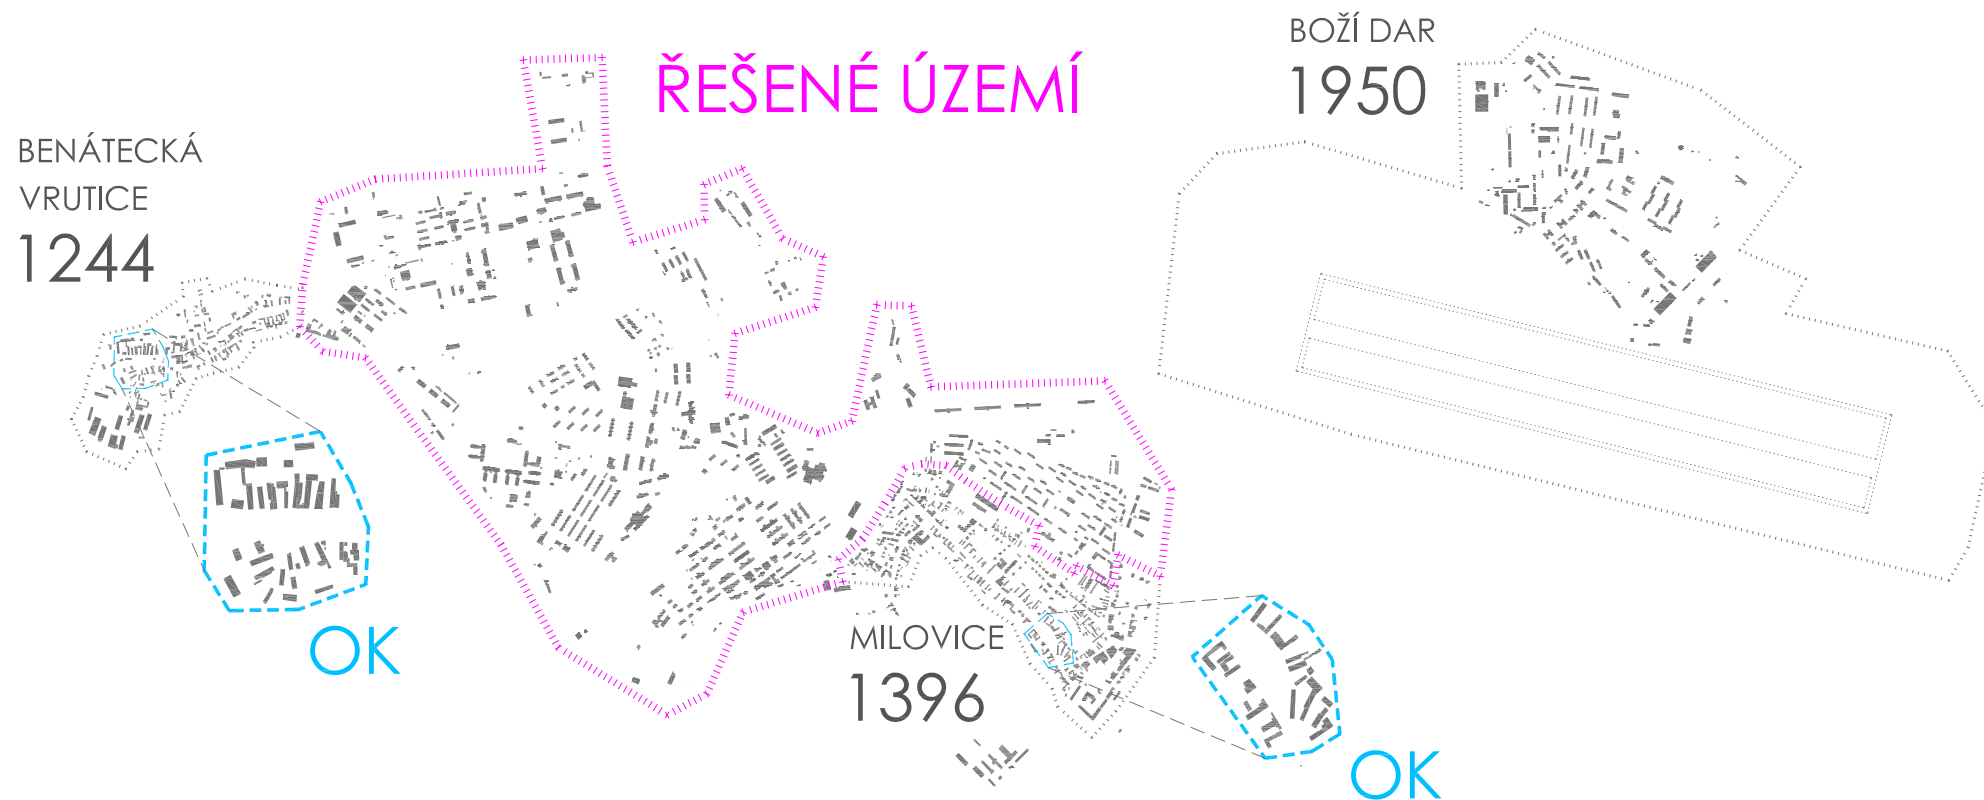 BOŽÍ DAR
1950
ŘEŠENÉ ÚZEMÍ
BENÁTECKÁ
VRUTICE
1244
OK
MILOVICE
1396
OK